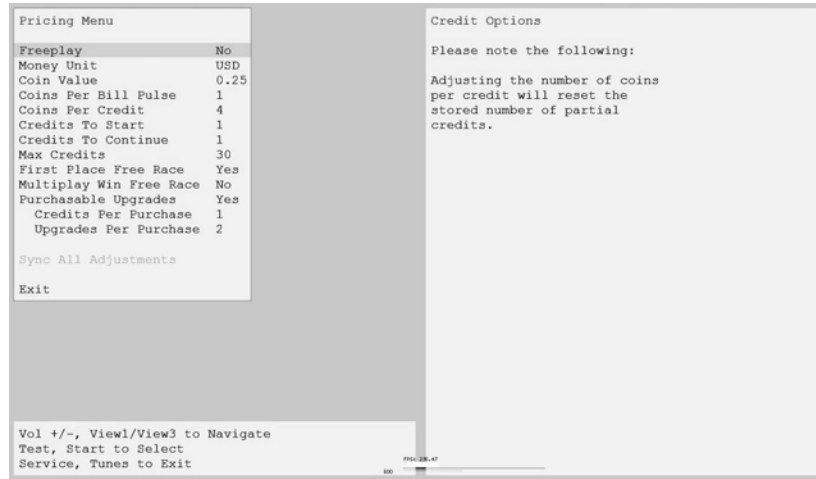 Pricing Menu
Freeplay No
Money Unit USD
Coin Value 0.25
Coins Per Bill Pulse 1
Coins Per Credit 4
Credits To Start 1
Credits To Continue 1
Max Credits 30
First Place Free Race Yes
Multiplay Win Free Race No
Purchasable Upgrades Yes
Credits Per Purchase 1
Upgrades Per Purchase 2
Sync All Adjustments
Exit
Credit Options
Please note the following:
Adjusting the number of coins
per credit will reset the
stored number of partial
credits.
Vol +/-, View1/View3 to Navigate
Test, Start to Select
Service, Tunes to Exit